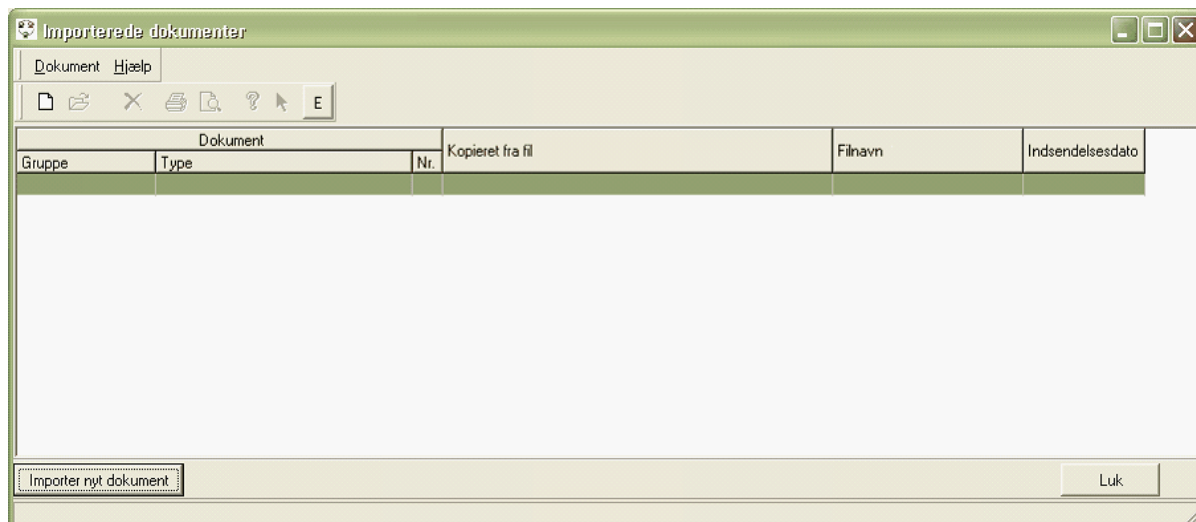 Importerede dokumenter
Dokument Hjælp
E
Dokument
Gruppe Type Nr. Kopieret fra fil Filnavn Indsendelsesdato
Importer nyt dokument Luk